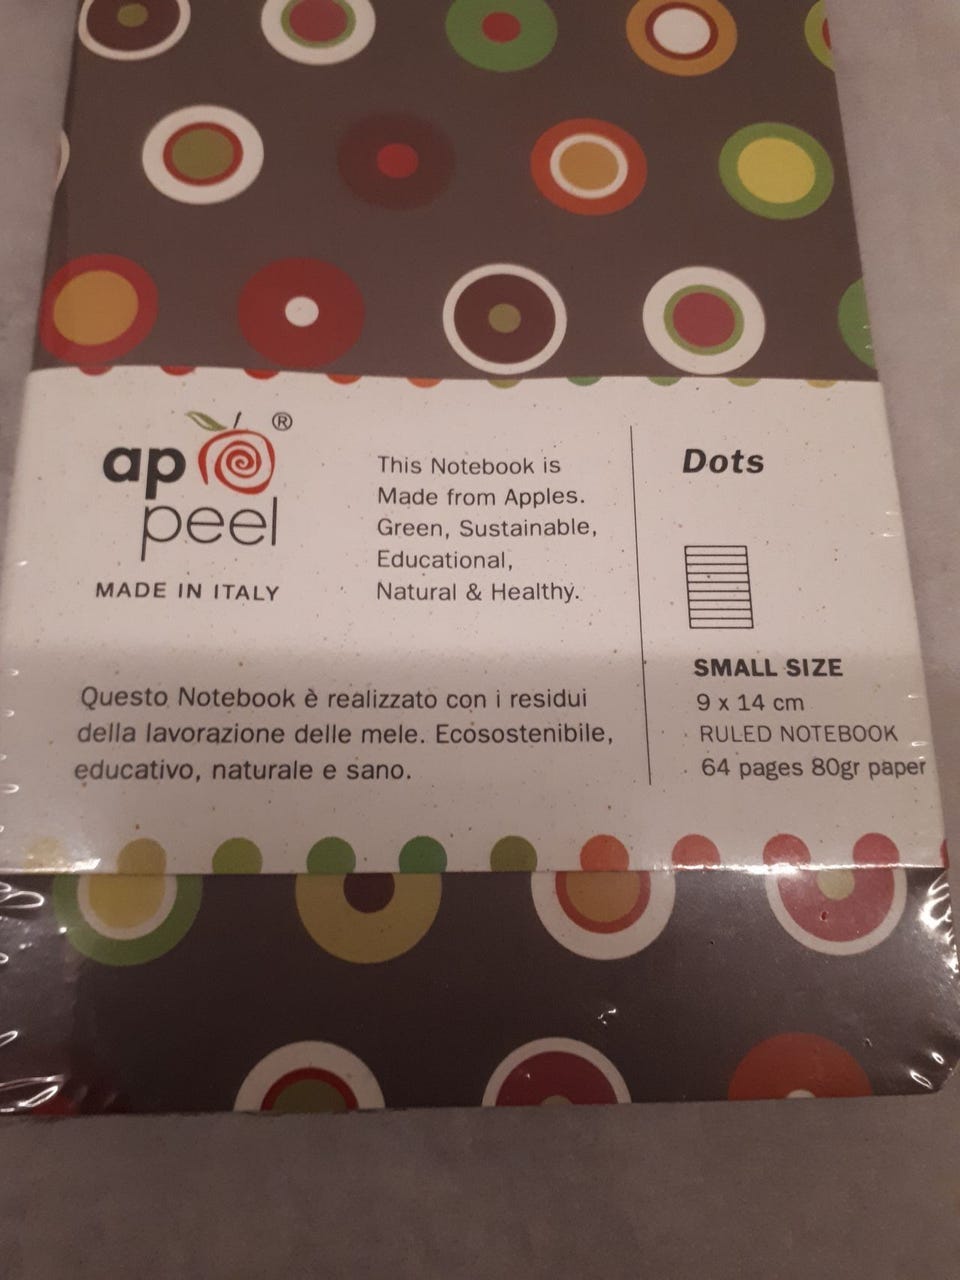 ap ®
peel
MADE IN ITALY
This Notebook is
Made from Apples.
Green, Sustainable,
Educational,
Natural & Healthy.
Questo Notebook è realizzato con i residui
della lavorazione delle mele. Ecosostenibile,
educativo, naturale e sano.
Dots
SMALL SIZE
9 x 14 cm
RULED NOTEBOOK
64 pages 80gr paper